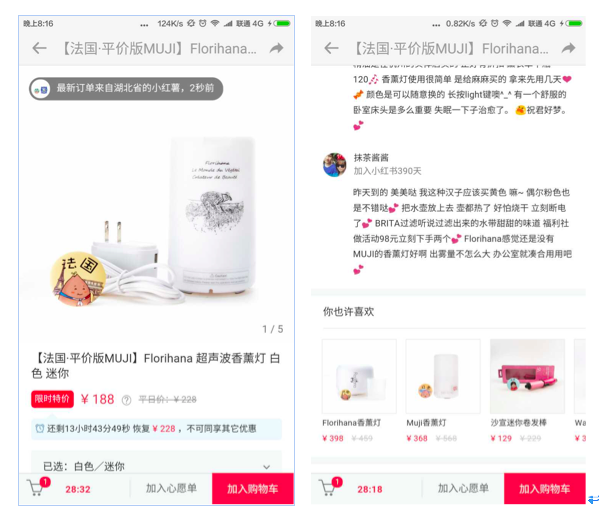 晚上8:16
... 124K/s 联通 4G
【法国·平价版MUJI】Florihana...
最新订单来自湖北省的小红薯，2秒前
Florihana
Le Monde du Végétal
Créateur de Beauté
法国
1 / 5
【法国·平价版MUJI】Florihana 超声波香薰灯 白
色 迷你
限时特价 ¥ 188 ? 平日价：¥ 228
还剩13小时43分49秒 恢复 ¥ 228 ，不可同享其它优惠
已选：白色／迷你
1 28:32 加入心愿单 加入购物车
晚上8:16
... 0.82K/s 联通 4G
【法国·平价版MUJI】Florihana...
120 香薰灯使用很简单 是给麻麻买的 拿来先用几天
颜色是可以随意换的 长按light键噢^_^ 有一个舒服的
卧室床头是多么重要 失眠一下子治愈了。 祝君好梦。
抹茶酱酱
加入小红书390天
昨天到的 美美哒 我这种汉子应该买黄色 嘛~ 偶尔粉色也
是不错哒 把水壶放上去 壶都热了 好怕烧干 立刻断电
了 BRITA过滤听说过滤出来的水带甜甜的味道 福利社
做活动98元立刻下手两个 Florihana感觉还是没有
MUJI的香薰灯好啊 出雾量不怎么大 办公室就凑合用用吧
你也许喜欢
Florihana香薰灯
¥ 398 ¥ 459
Muji香薰灯
¥ 368 ¥ 568
沙宣迷你卷发棒
¥ 129 ¥ 229
Wa
¥ 3
1 28:18 加入心愿单 加入购物车